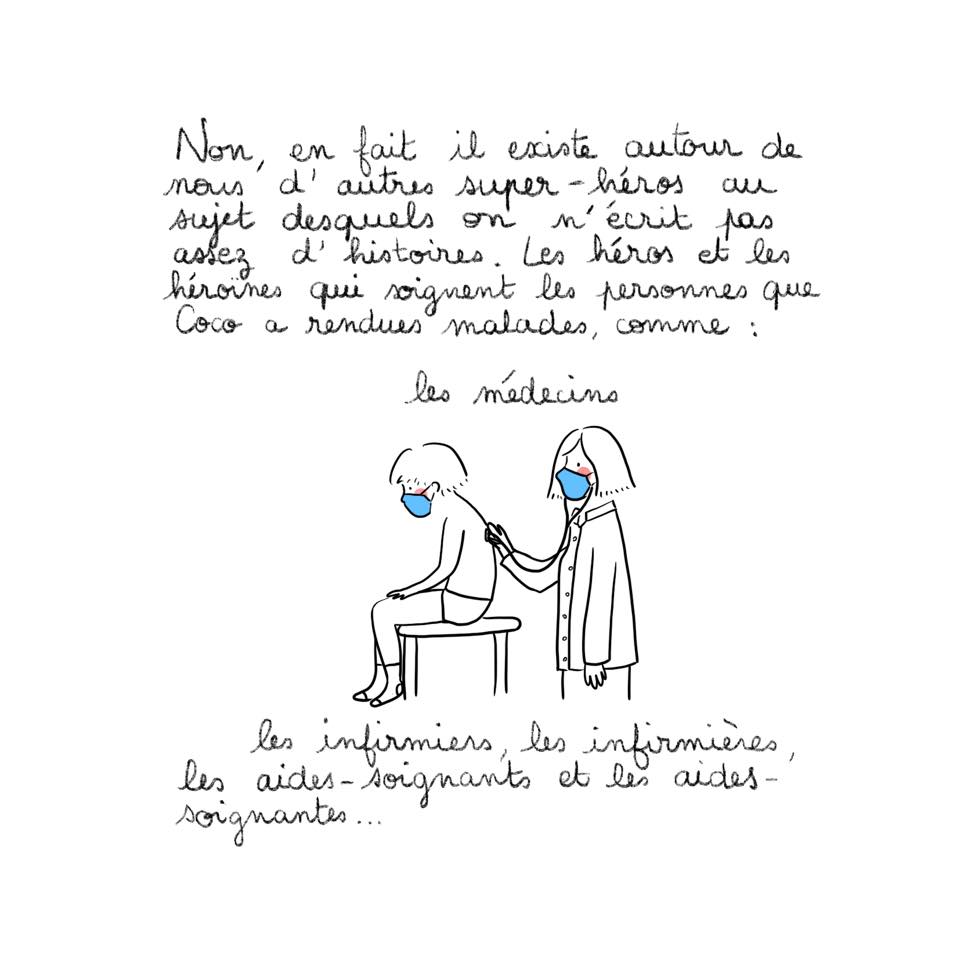 Non, en fait il existe autour de
nous d'autres super-héros au
sujet desquels on n'écrit pas
assez d'histoires. Les héros et les
héroïnes qui soignent les personnes que
Coco a rendues malades, comme :
les médecins
les infirmiers, les infirmières,
les aides-soignants et les aides-
soignantes...